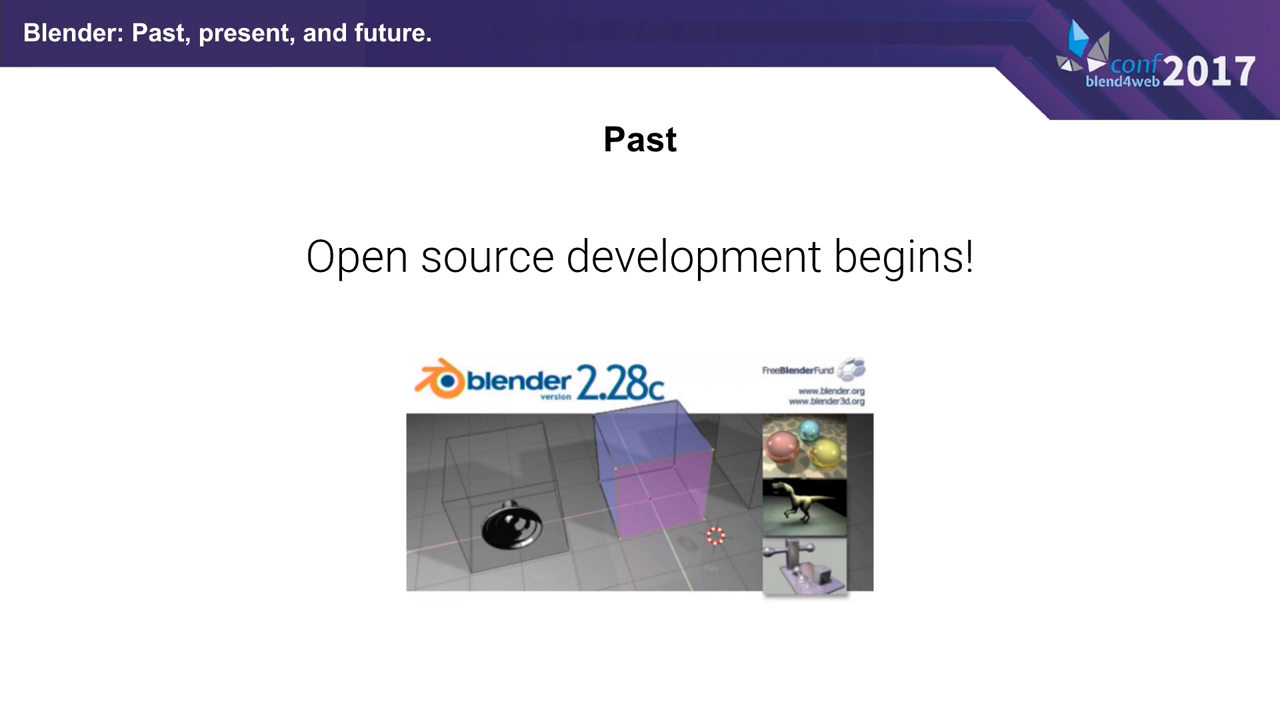 Blender: Past, present, and future.
conf
blend4web 2017
Past
Open source development begins!
blender 2.28c
version
FreeBlenderFund
www.blender.org
www.blender3d.org